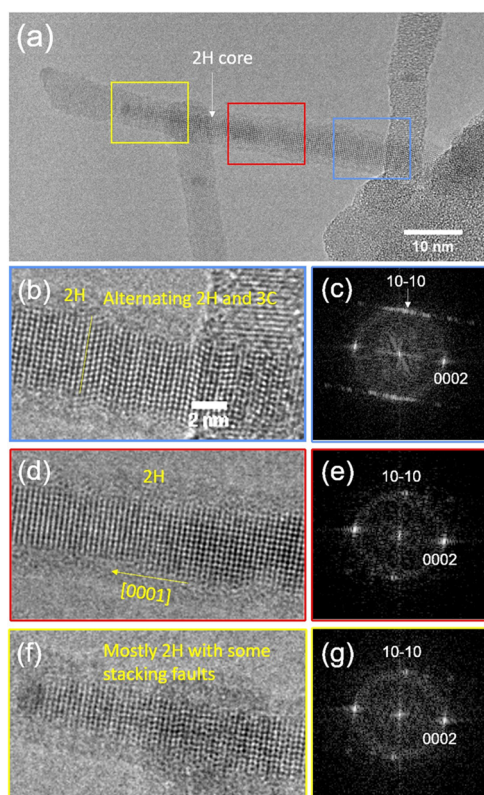 (a)
2H core
10 nm
(b)
2H
Alternating 2H and 3C
2 nm
(c)
10-10
0002
(d)
2H
[0001]
(e)
10-10
0002
(f)
Mostly 2H with some
stacking faults
(g)
10-10
0002